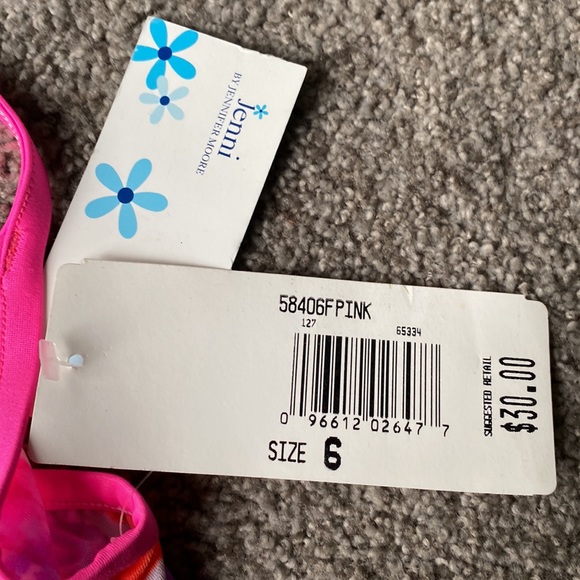 Jenni
BY JENNIFER MOORE
58406FPINK
127 65334
0 96612 02647 7
SIZE 6
SUGGESTED RETAIL
$30.00